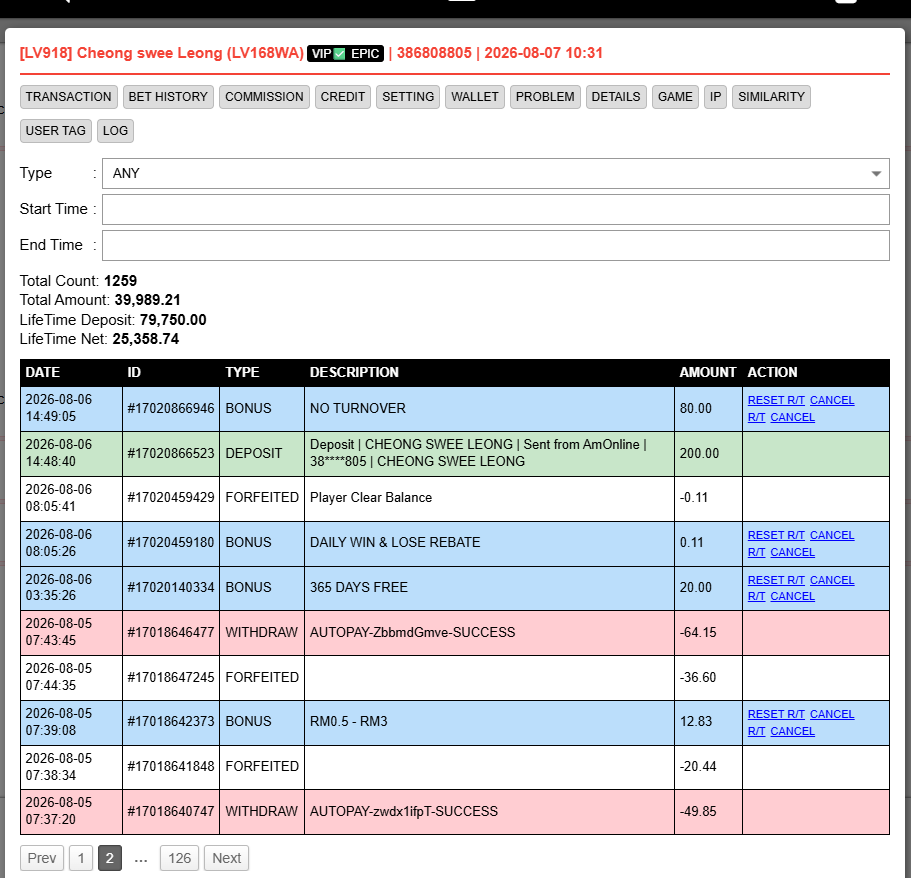 [LV918] Cheong swee Leong (LV168WA) VIP✅ EPIC | 386808805 | 2026-08-07 10:31
TRANSACTION BET HISTORY COMMISSION CREDIT SETTING WALLET PROBLEM DETAILS GAME IP SIMILARITY
USER TAG LOG
Type : ANY
Start Time :
End Time :
Total Count: 1259
Total Amount: 39,989.21
LifeTime Deposit: 79,750.00
LifeTime Net: 25,358.74
DATE ID TYPE DESCRIPTION AMOUNT ACTION
2026-08-06 14:49:05 #17020866946 BONUS NO TURNOVER 80.00 RESET R/T CANCEL R/T CANCEL
2026-08-06 14:48:40 #17020866523 DEPOSIT Deposit | CHEONG SWEE LEONG | Sent from AmOnline | 38****805 | CHEONG SWEE LEONG 200.00
2026-08-06 08:05:41 #17020459429 FORFEITED Player Clear Balance -0.11
2026-08-06 08:05:26 #17020459180 BONUS DAILY WIN & LOSE REBATE 0.11 RESET R/T CANCEL R/T CANCEL
2026-08-06 03:35:26 #17020140334 BONUS 365 DAYS FREE 20.00 RESET R/T CANCEL R/T CANCEL
2026-08-05 07:43:45 #17018646477 WITHDRAW AUTOPAY-ZbbmdGmve-SUCCESS -64.15
2026-08-05 07:44:35 #17018647245 FORFEITED -36.60
2026-08-05 07:39:08 #17018642373 BONUS RM0.5 - RM3 12.83 RESET R/T CANCEL R/T CANCEL
2026-08-05 07:38:34 #17018641848 FORFEITED -20.44
2026-08-05 07:37:20 #17018640747 WITHDRAW AUTOPAY-zwdx1ifpT-SUCCESS -49.85
Prev 1 2 ... 126 Next